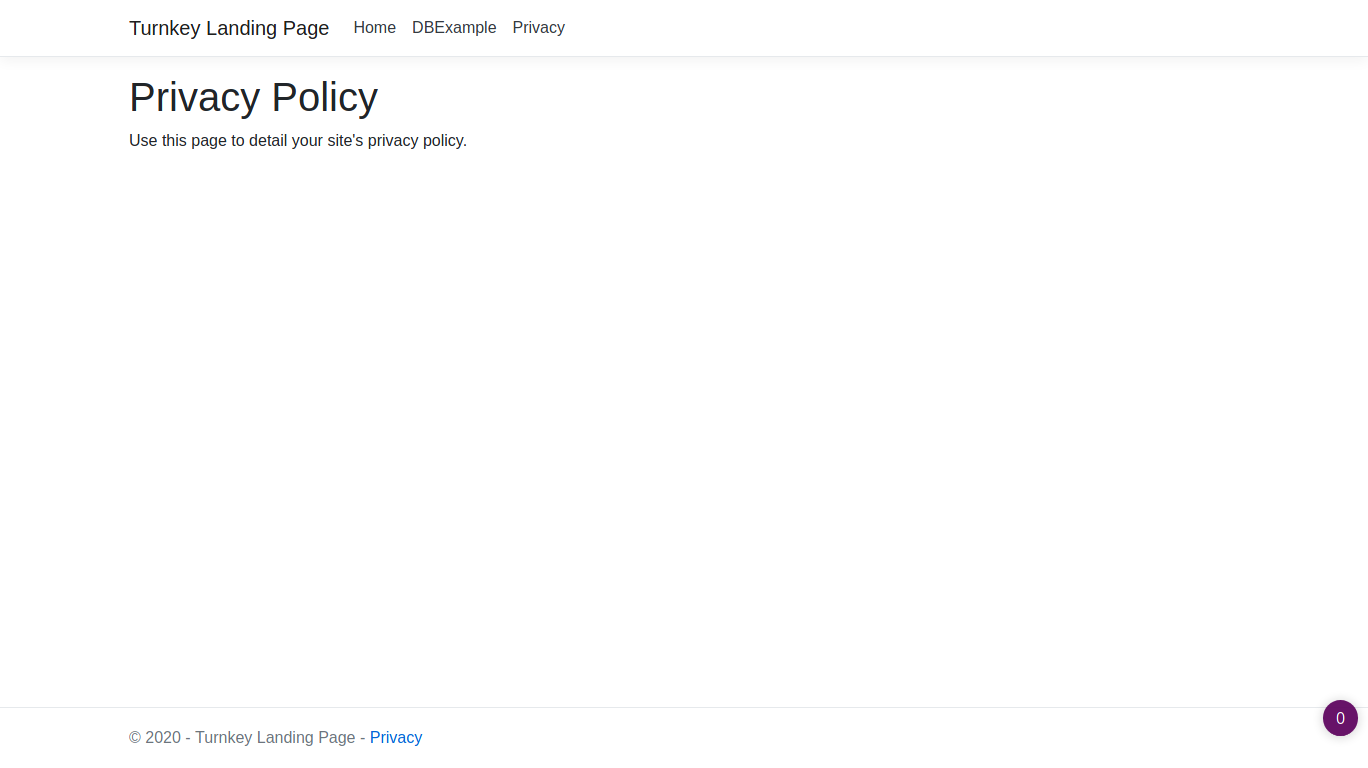 Turnkey Landing Page Home DBExample Privacy
Privacy Policy
Use this page to detail your site's privacy policy.
0
© 2020 - Turnkey Landing Page - Privacy